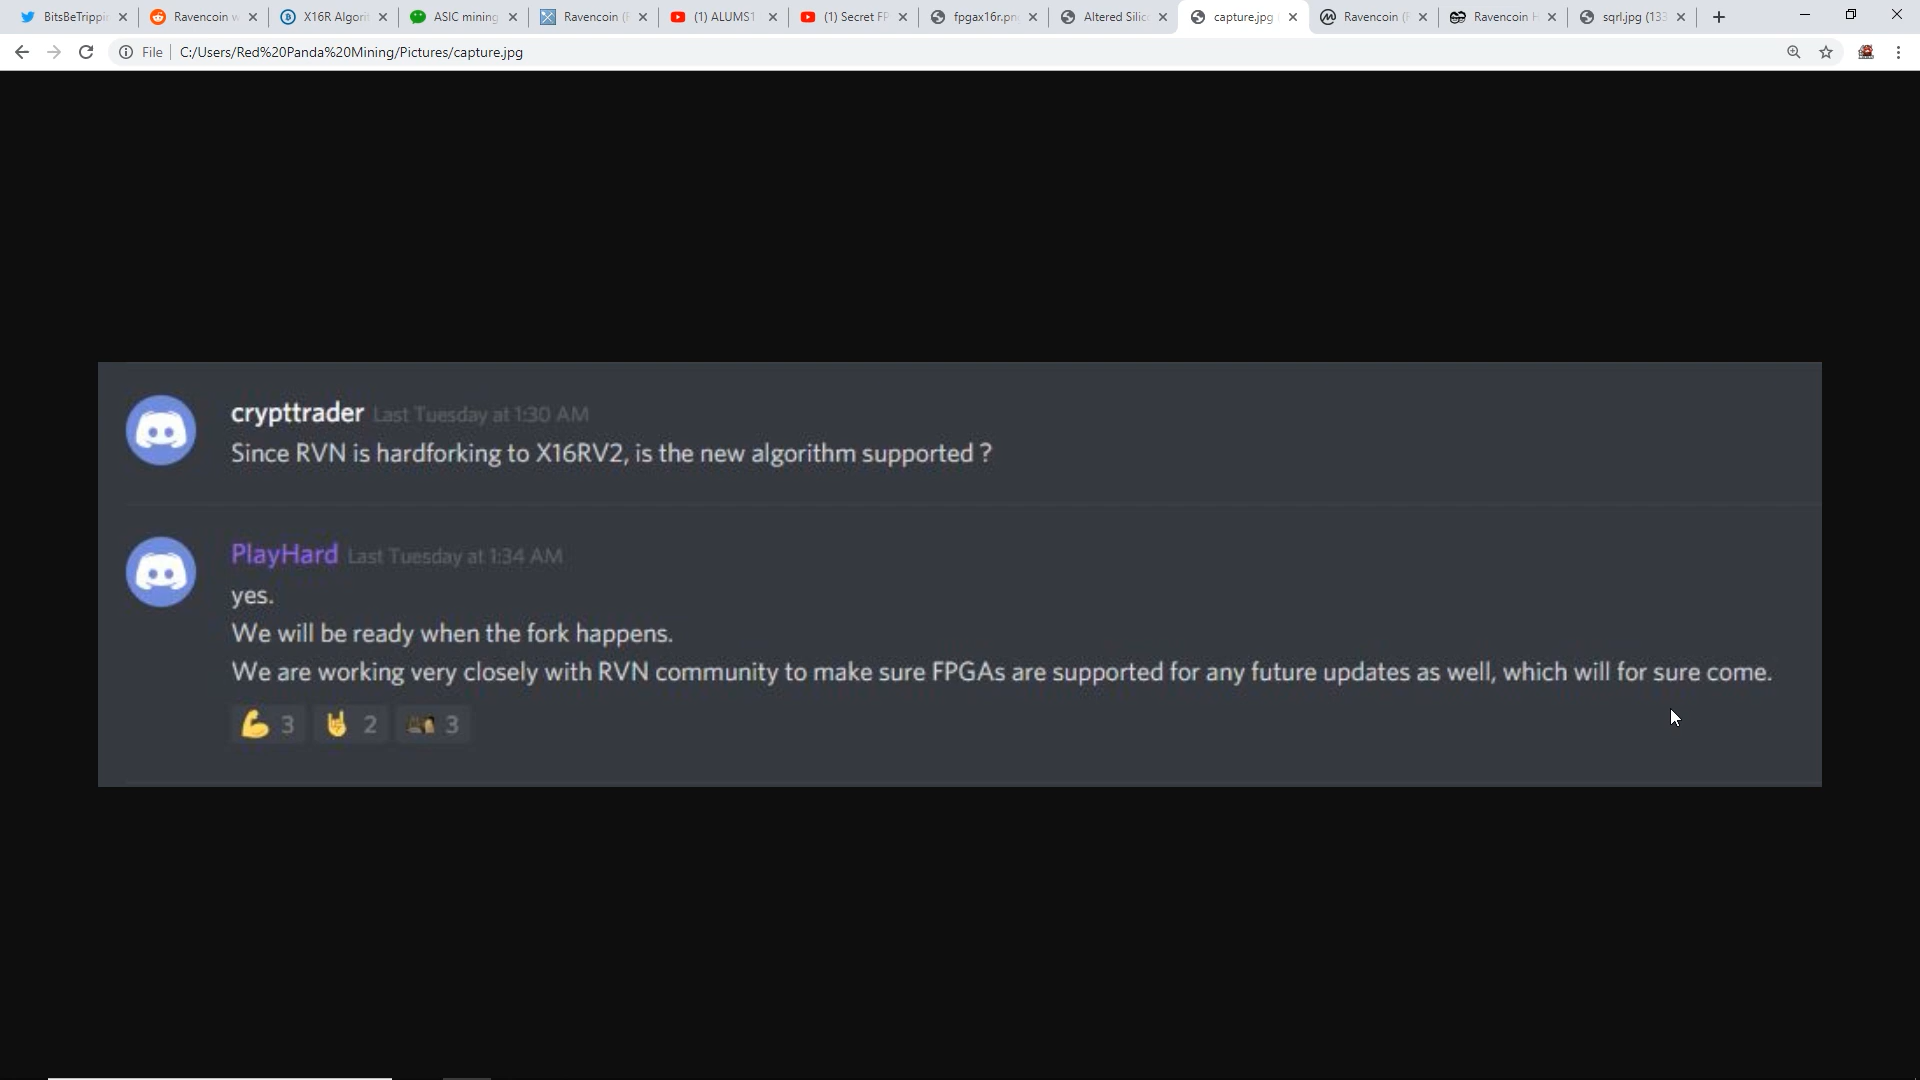 BitsBeTrippi
Ravencoin w
X16R Algori
ASIC mining
Ravencoin (
(1) ALUMS1
(1) Secret FP
fpgax16r.pn
Altered Silic
capture.jpg
Ravencoin (
Ravencoin H
sqrl.jpg (133
File
C:/Users/Red%20Panda%20Mining/Pictures/capture.jpg
crypttrader Last Tuesday at 1:30 AM
Since RVN is hardforking to X16RV2, is the new algorithm supported ?
PlayHard Last Tuesday at 1:34 AM
yes.
We will be ready when the fork happens.
We are working very closely with RVN community to make sure FPGAs are supported for any future updates as well, which will for sure come.
3 2 3